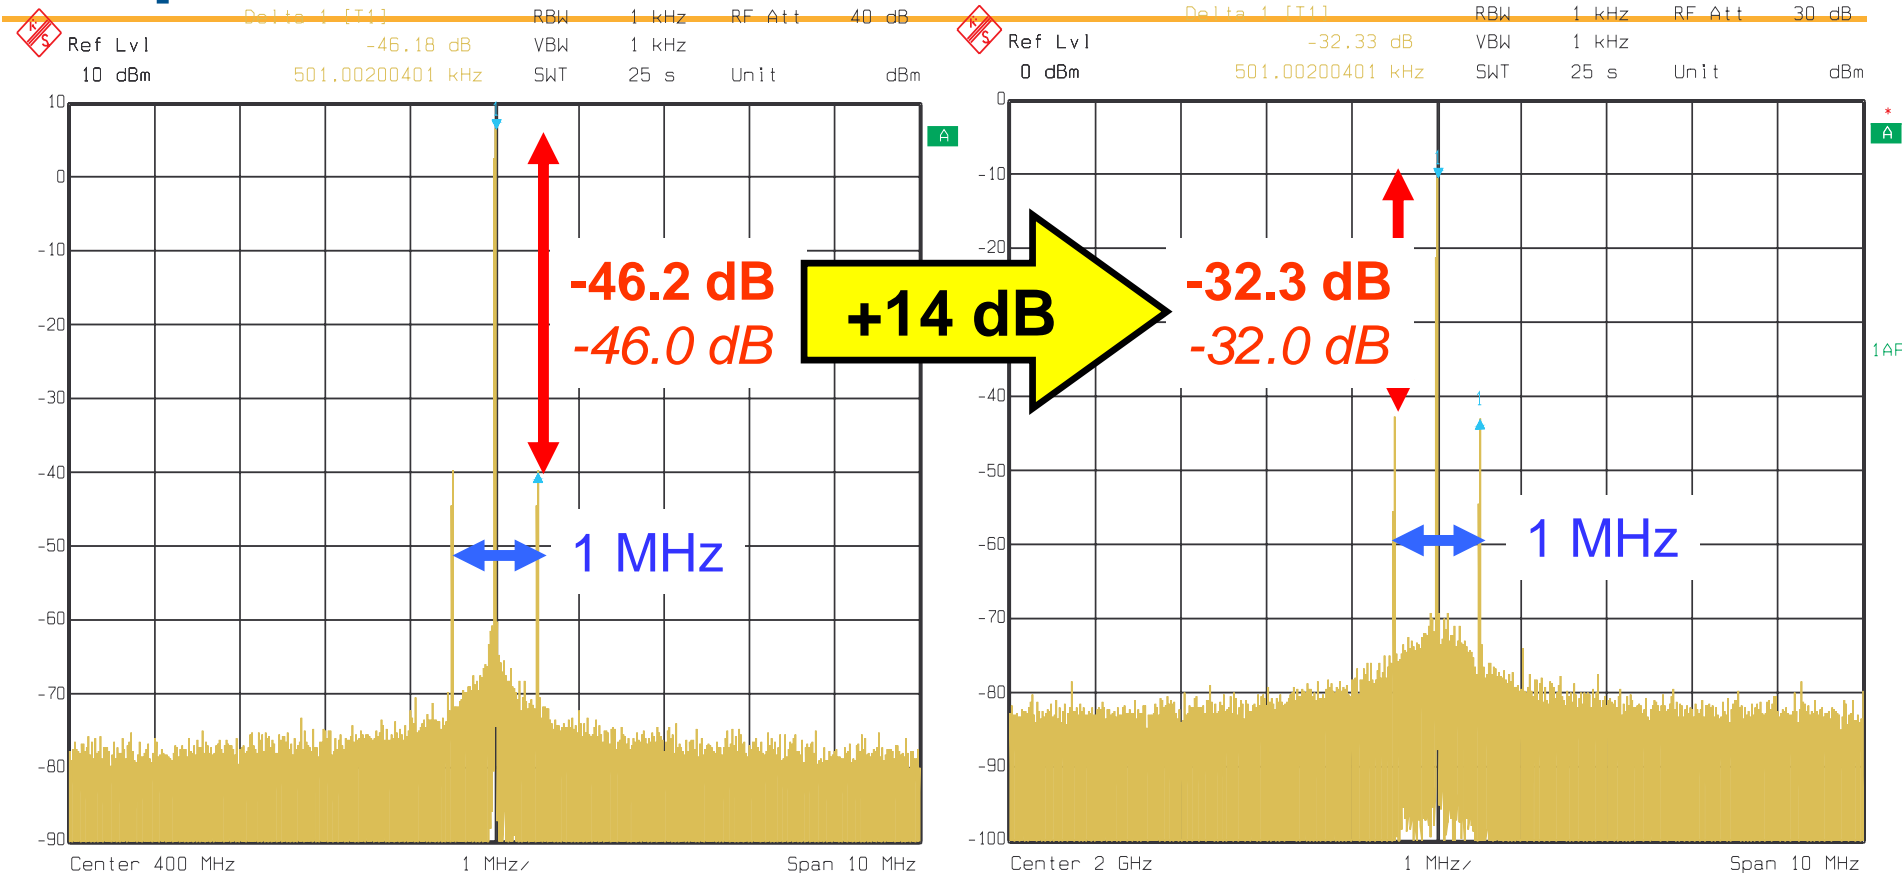 Delta 1 [T1] RBW 1 kHz RF Att 40 dB
Ref Lvl -46.18 dB VBW 1 kHz
10 dBm 501.00200401 kHz SWT 25 s Unit dBm
10
0
-10
-20
-30
-40
-50
-60
-70
-80
-90
A
-46.2 dB
-46.0 dB
1 MHz
Center 400 MHz 1 MHz/ Span 10 MHz
+14 dB
Delta 1 [T1] RBW 1 kHz RF Att 30 dB
Ref Lvl -32.33 dB VBW 1 kHz
0 dBm 501.00200401 kHz SWT 25 s Unit dBm
0
-10
-20
-40
-50
-60
-70
-80
-90
-100
*
A
1AP
1
-32.3 dB
-32.0 dB
1 MHz
Center 2 GHz 1 MHz/ Span 10 MHz